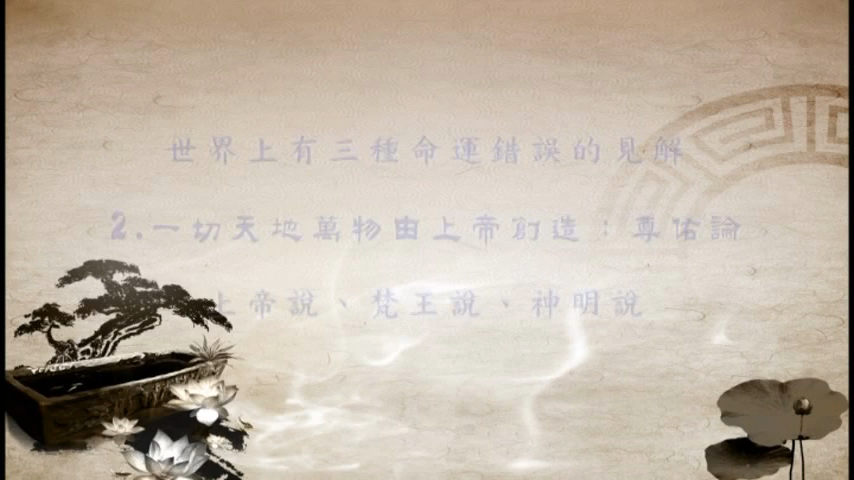 世界上有三種命運錯誤的見解
2.一切天地萬物由上帝創造：尊佑論
上帝說、梵王說、神明說